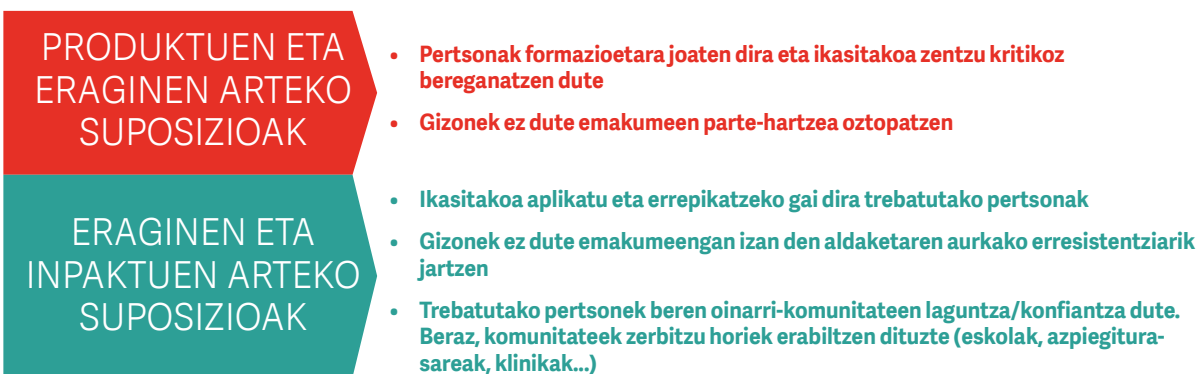 PRODUKTUEN ETA
ERAGINEN ARTEKO
SUPOSIZIOAK
• Pertsonak formazioetara joaten dira eta ikasitakoa zentzu kritikoz
bereganatzen dute
• Gizonek ez dute emakumeen parte-hartzea oztopatzen
ERAGINEN ETA
INPAKTUEN ARTEKO
SUPOSIZIOAK
• Ikasitakoa aplikatu eta errepikatzeko gai dira trebatutako pertsonak
• Gizonek ez dute emakumeengan izan den aldaketaren aurkako erresistentziarik
jartzen
• Trebatutako pertsonek beren oinarri-komunitateen laguntza/konfiantza dute.
Beraz, komunitateek zerbitzu horiek erabiltzen dituzte (eskolak, azpiegitura-
sareak, klinikak...)